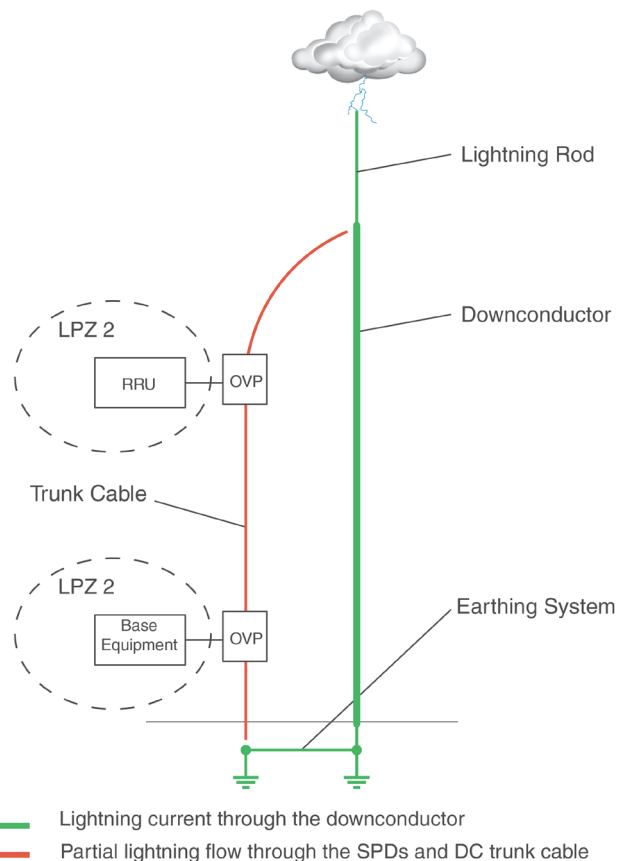 Lightning Rod
Downconductor
LPZ 2
RRU
OVP
Trunk Cable
LPZ 2
Base
Equipment
OVP
Earthing System
Lightning current through the downconductor
Partial lightning flow through the SPDs and DC trunk cable